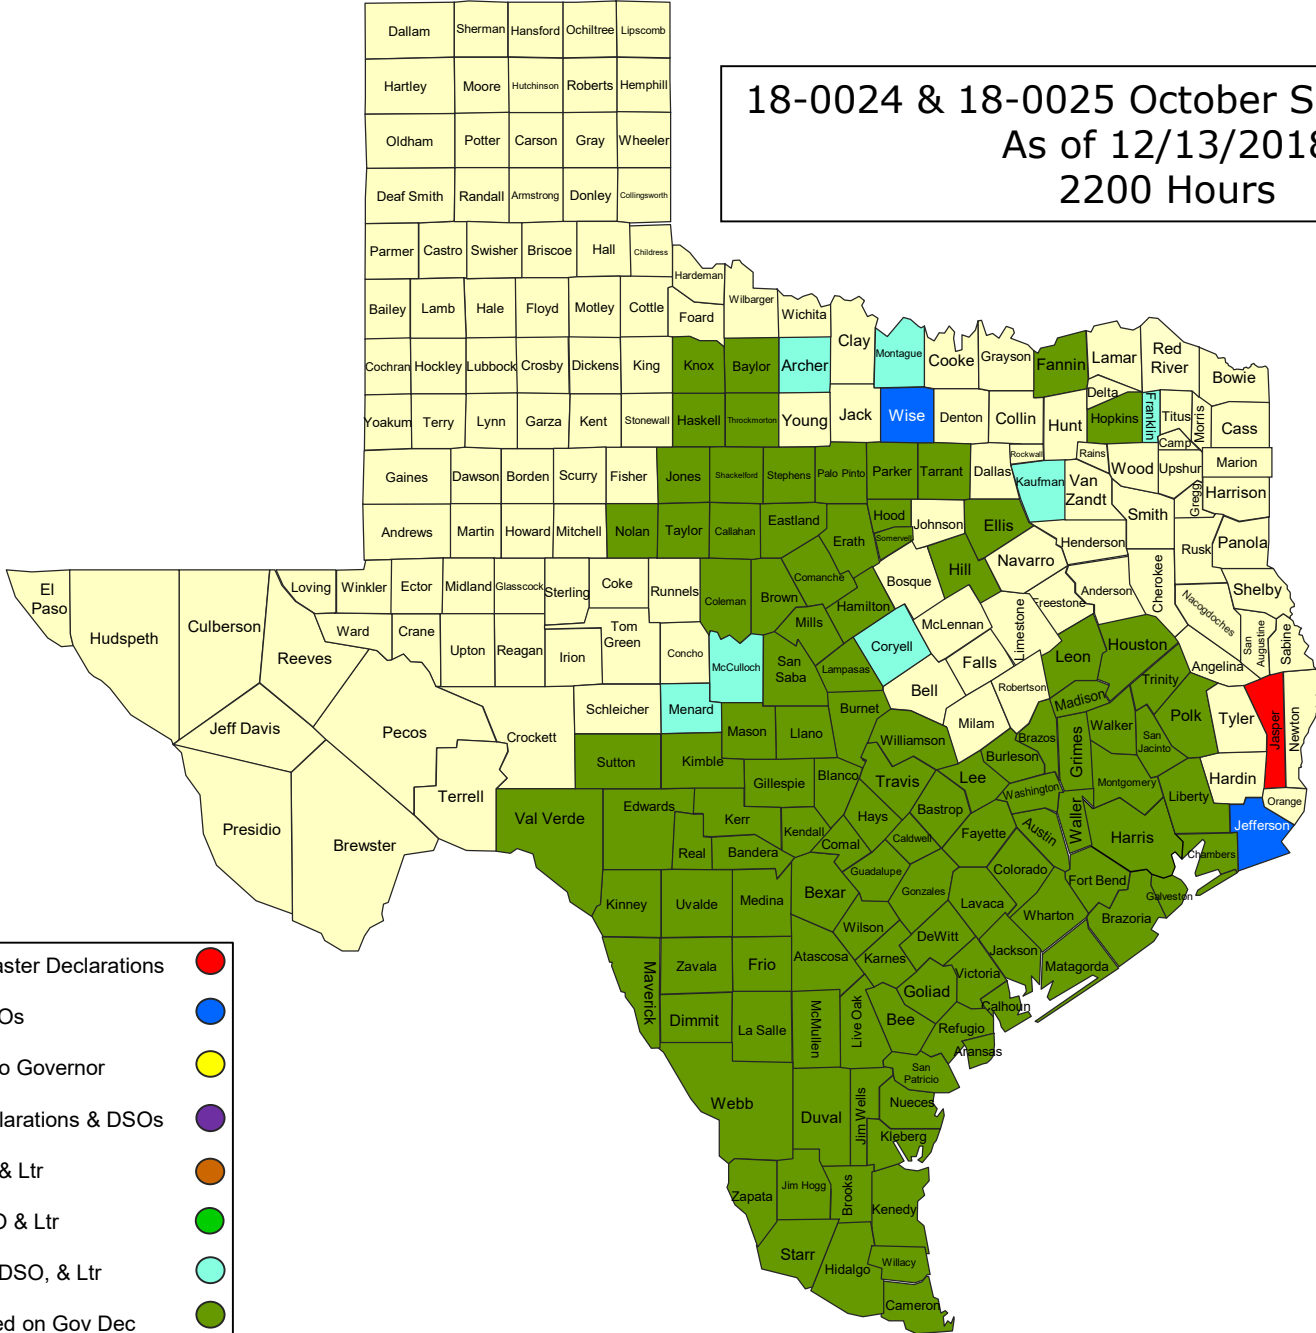 Dallam Sherman Hansford Ochiltree Lipscomb
Hartley Moore Hutchinson Roberts Hemphill
18-0024 & 18-0025 October S
As of 12/13/2018
2200 Hours
Oldham Potter Carson Gray Wheeler
Deaf Smith Randall Armstrong Donley Collingsworth
Parmer Castro Swisher Briscoe Hall Childress
Hardeman
Bailey Lamb Hale Floyd Motley Cottle Foard Wilbarger Wichita
Clay Montague Cooke Grayson Fannin Lamar Red River Bowie
Cochran Hockley Lubbock Crosby Dickens King Knox Baylor Archer
Delta Franklin Titus Morris Cass
Yoakum Terry Lynn Garza Kent Stonewall Haskell Throckmorton Young Jack Wise Denton Collin Hunt Hopkins
Camp
Rockwall Rains Wood Upshur Marion
Gaines Dawson Borden Scurry Fisher Jones Shackelford Stephens Palo Pinto Parker Tarrant Dallas Kaufman Van Zandt
Gregg Harrison
Smith
Andrews Martin Howard Mitchell Nolan Taylor Callahan Eastland Erath Hood Somervell Johnson Ellis Henderson Rusk Panola
El Paso Hudspeth Culberson Loving Winkler Ector Midland Glasscock Sterling Coke Runnels Coleman Brown Comanche Bosque Hill Navarro
Freestone Anderson Cherokee Nacogdoches Shelby
Reeves Ward Crane Upton Reagan Irion Tom Green Concho McCulloch Mills Hamilton Coryell McLennan Limestone
San Augustine Sabine
San Saba Lampasas Bell Falls Robertson Leon Houston Angelina
Jeff Davis Pecos Crockett Schleicher Menard Mason Llano Burnet Williamson Milam Brazos Madison Walker Trinity Polk Tyler Jasper Newton
San Jacinto
Sutton Kimble Gillespie Blanco Travis Lee Burleson Grimes Montgomery Liberty Hardin Orange
Presidio Brewster Terrell Val Verde Edwards Kerr Kendall Hays Bastrop Washington Waller Harris Jefferson
Real Bandera Comal Caldwell Fayette Austin Chambers
Kinney Uvalde Medina Bexar Guadalupe Gonzales Lavaca Colorado Fort Bend Galveston
Wilson Wharton Brazoria
Maverick Zavala Frio Atascosa Karnes DeWitt Jackson Matagorda
Victoria
Dimmit La Salle McMullen Live Oak Bee Goliad Calhoun
Refugio
Aransas
San Patricio
Webb Duval Jim Wells Nueces
Kleberg
Zapata Jim Hogg Brooks Kenedy
Starr Hidalgo Willacy
Cameron
aster Declarations
Os
o Governor
larations & DSOs
& Ltr
O & Ltr
DSO, & Ltr
ed on Gov Dec